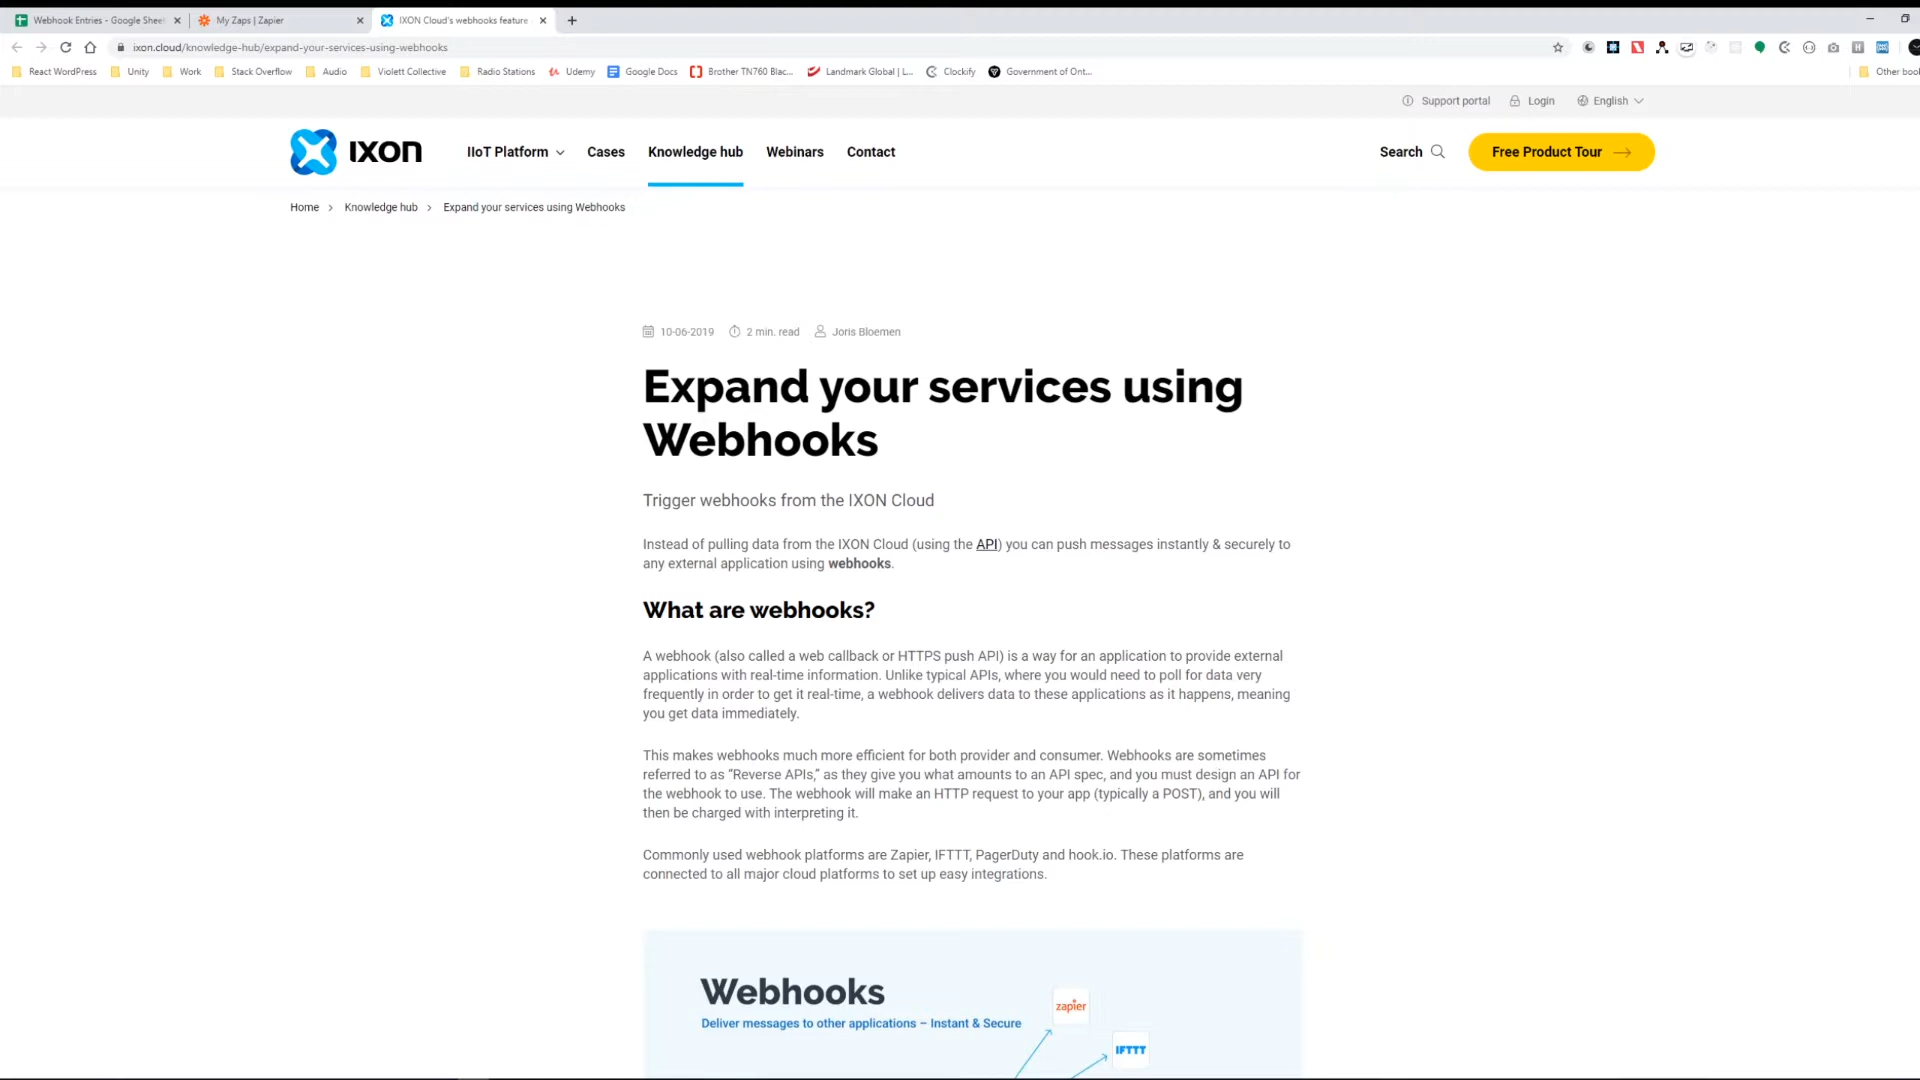 Webhook Entries - Google Sheet
My Zaps | Zapier
IXON Cloud's webhooks feature
ixon.cloud/knowledge-hub/expand-your-services-using-webhooks
React WordPress
Unity
Work
Stack Overflow
Audio
Violett Collective
Radio Stations
Udemy
Google Docs
Brother TN760 Blac...
Landmark Global | L...
Clockify
Government of Ont...
Other book
Support portal
Login
English
IXON
IIoT Platform
Cases
Knowledge hub
Webinars
Contact
Search
Free Product Tour
Home > Knowledge hub > Expand your services using Webhooks
10-06-2019
2 min. read
Joris Bloemen
Expand your services using
Webhooks
Trigger webhooks from the IXON Cloud
Instead of pulling data from the IXON Cloud (using the API) you can push messages instantly & securely to
any external application using webhooks.
What are webhooks?
A webhook (also called a web callback or HTTPS push API) is a way for an application to provide external
applications with real-time information. Unlike typical APIs, where you would need to poll for data very
frequently in order to get it real-time, a webhook delivers data to these applications as it happens, meaning
you get data immediately.
This makes webhooks much more efficient for both provider and consumer. Webhooks are sometimes
referred to as “Reverse APIs,” as they give you what amounts to an API spec, and you must design an API for
the webhook to use. The webhook will make an HTTP request to your app (typically a POST), and you will
then be charged with interpreting it.
Commonly used webhook platforms are Zapier, IFTTT, PagerDuty and hook.io. These platforms are
connected to all major cloud platforms to set up easy integrations.
Webhooks
Deliver messages to other applications – Instant & Secure
zapier
IFTTT